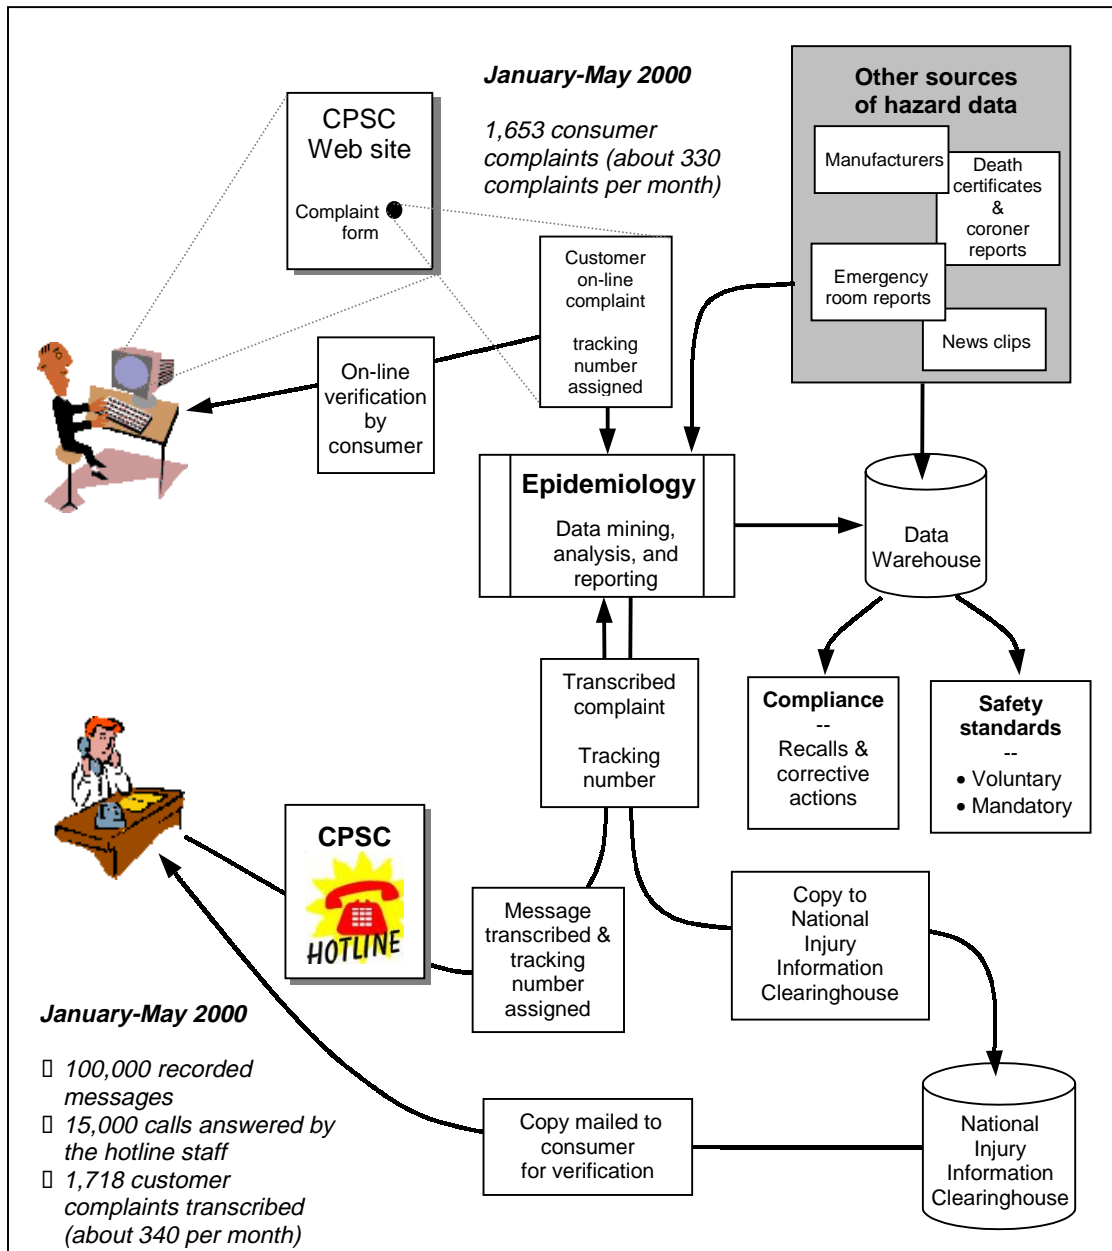 January-May 2000
1,653 consumer
complaints (about 330
complaints per month)
CPSC
Web site
Complaint
form
Other sources
of hazard data
Manufacturers
Death
certificates
&
coroner
reports
Emergency
room reports
News clips
Customer
on-line
complaint
tracking
number
assigned
On-line
verification
by
consumer
Epidemiology
Data mining,
analysis, and
reporting
Data
Warehouse
Transcribed
complaint
Tracking
number
Compliance
--
Recalls &
corrective
actions
Safety
standards
--
• Voluntary
• Mandatory
CPSC
HOTLINE
Message
transcribed &
tracking
number
assigned
Copy to
National
Injury
Information
Clearinghouse
January-May 2000
▯ 100,000 recorded
messages
▯ 15,000 calls answered by
the hotline staff
▯ 1,718 customer
complaints transcribed
(about 340 per month)
Copy mailed to
consumer
for verification
National
Injury
Information
Clearinghouse